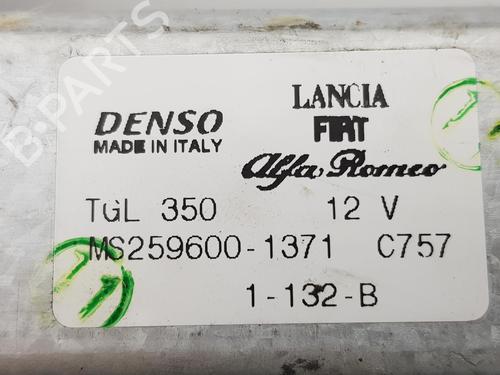 B-PARTS
DENSO
MADE IN ITALY
LANCIA
FIAT
Alfa Romeo
TGL 350 12 V
MS259600-1371 C757
1-132-B